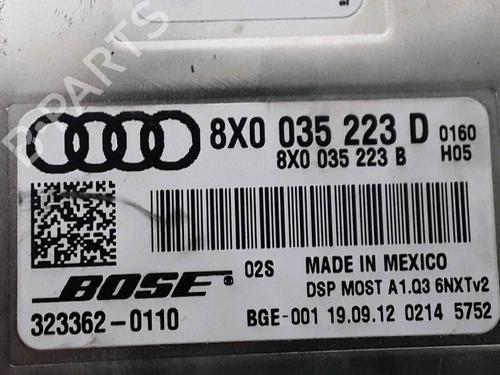 B-PARTS
8X0 035 223 D 0160
8X0 035 223 B H05
02S MADE IN MEXICO
BOSE® DSP MOST A1.Q3 6NXTv2
323362-0110 BGE-001 19.09.12 0214 5752